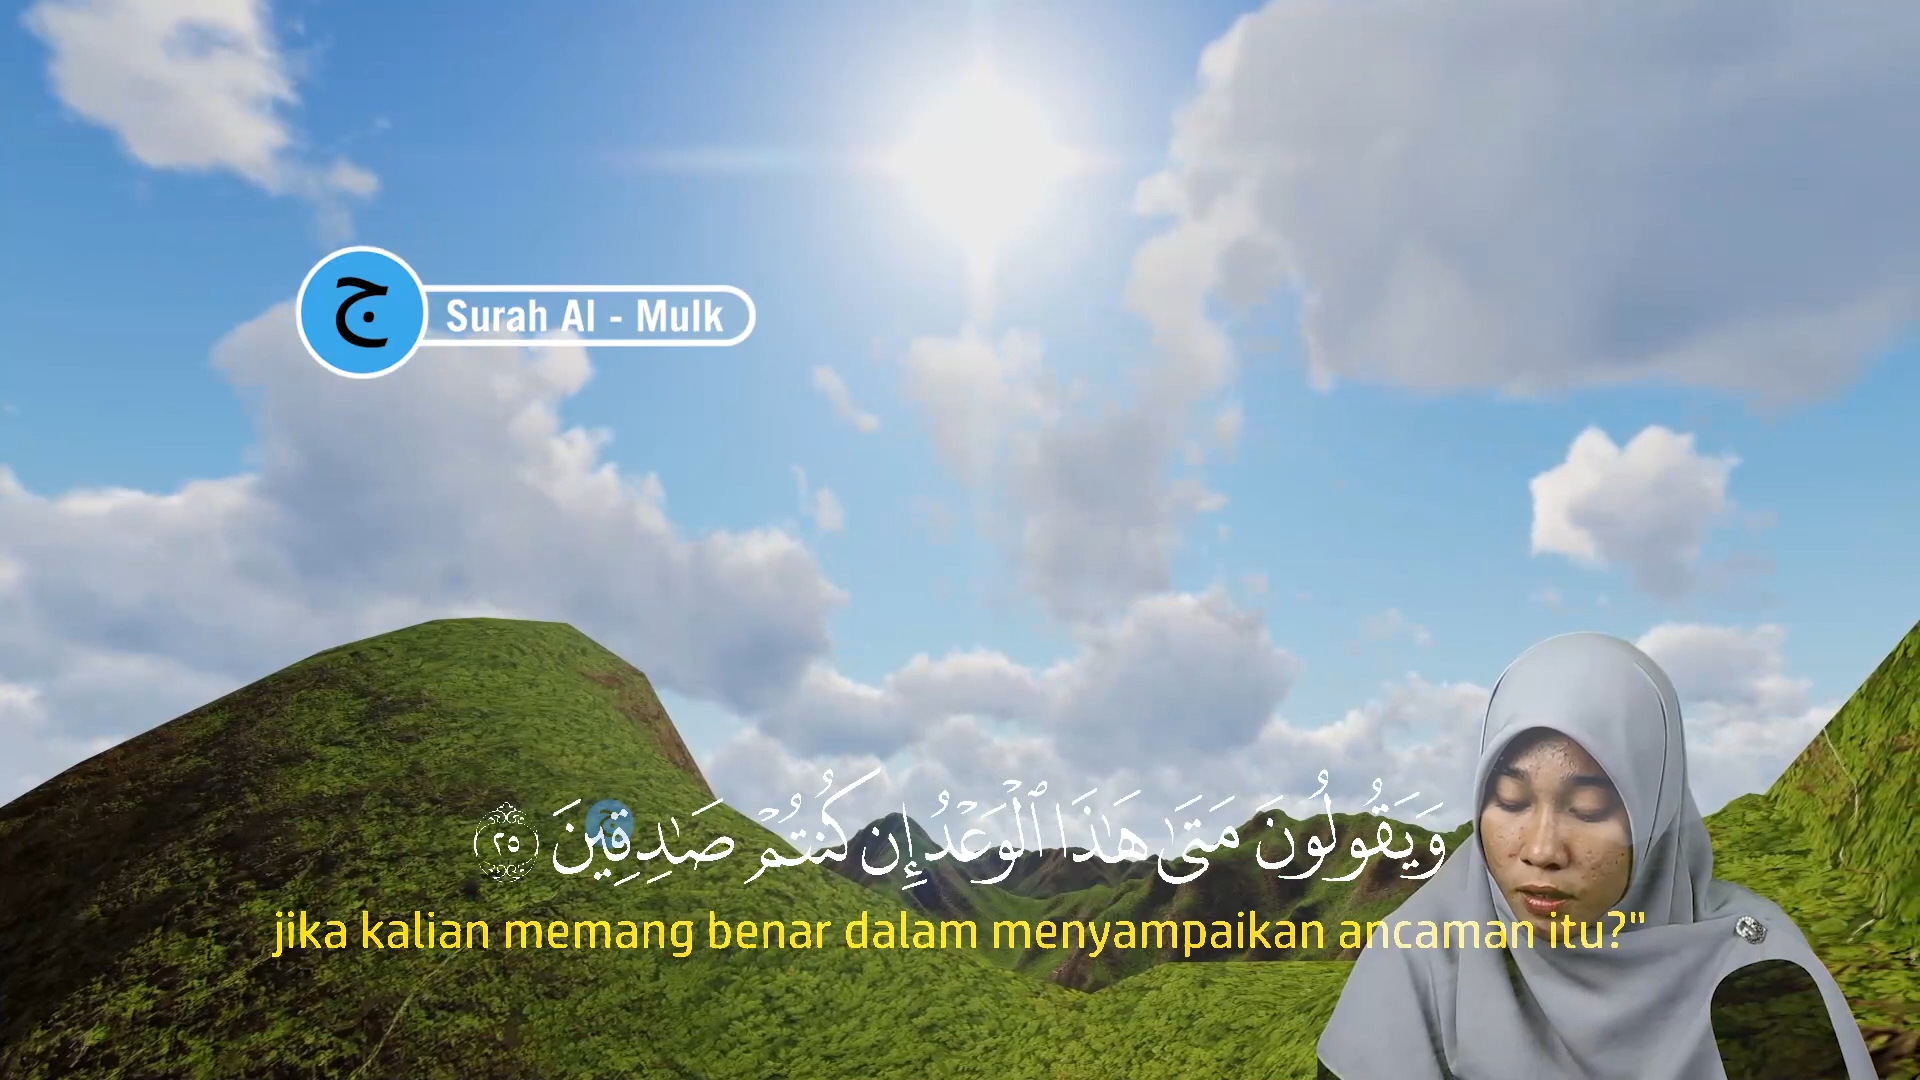 ج
Surah Al - Mulk
وَيَقُولُونَ مَتَىٰ هَٰذَا ٱلْوَعْدُ إِن كُنتُمْ صَٰدِقِينَ ٢٥
jika kalian memang benar dalam menyampaikan ancaman itu?"